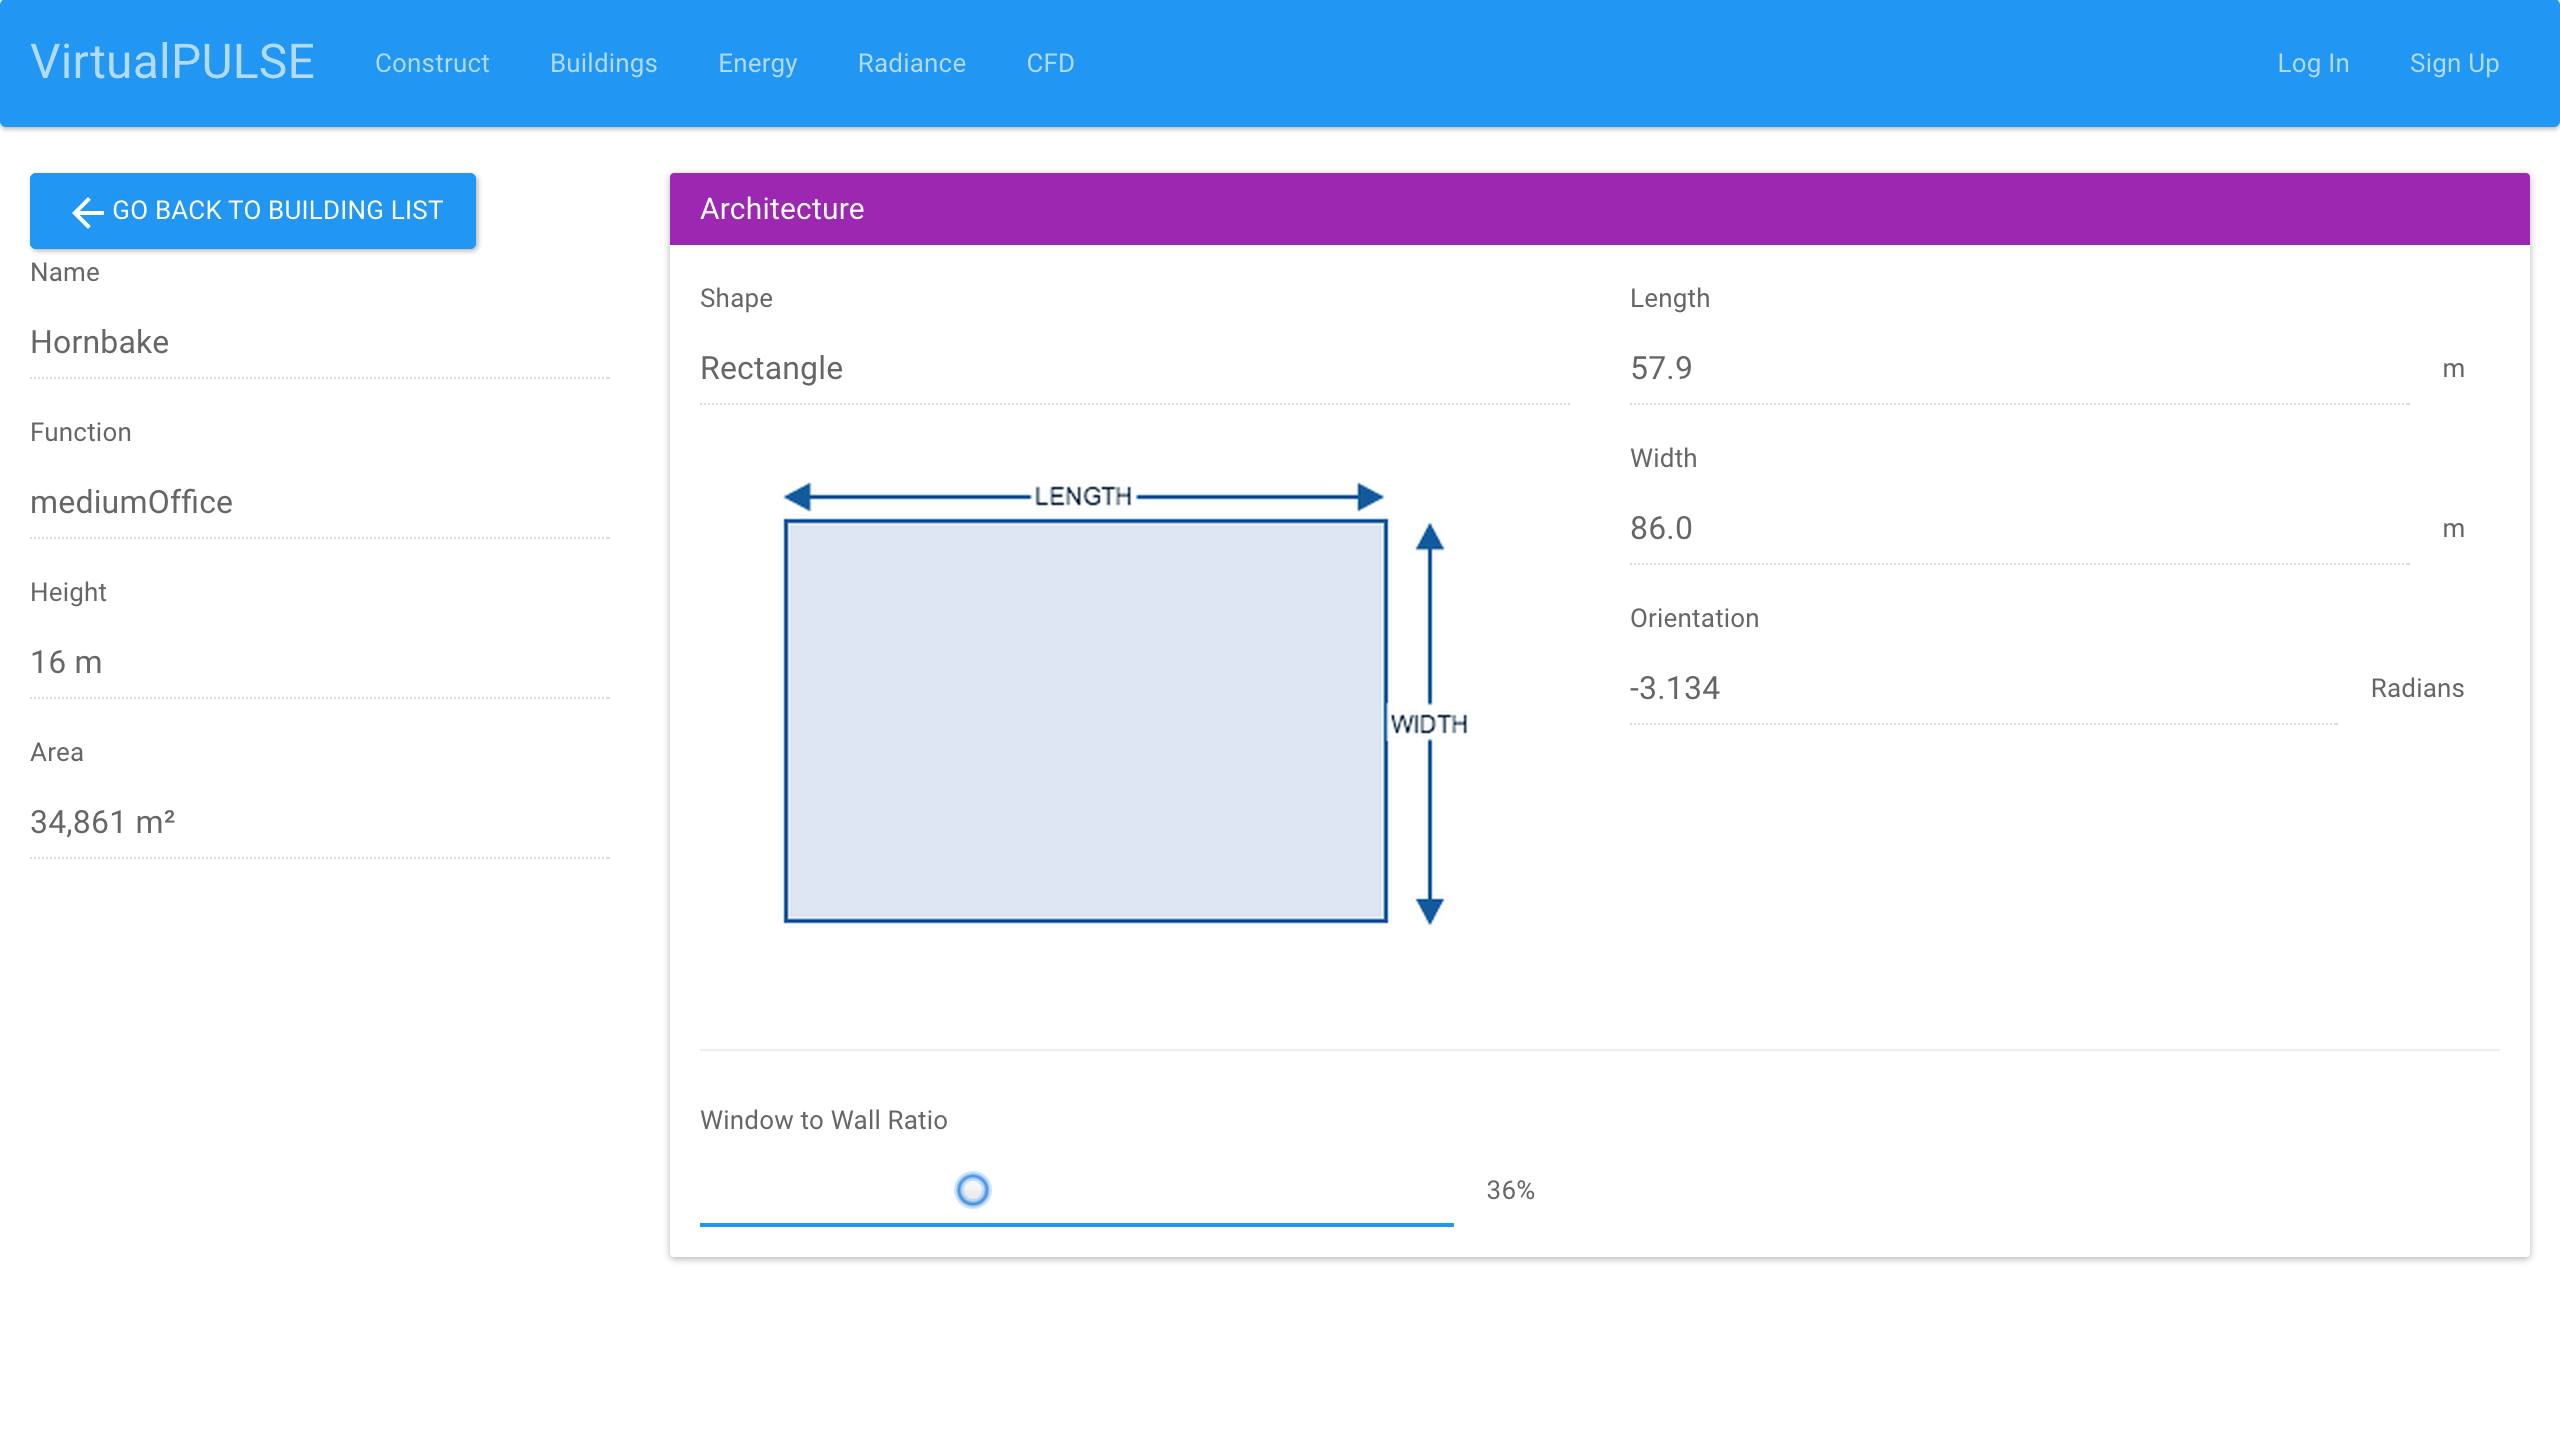 VirtualPULSE Construct Buildings Energy Radiance CFD Log In Sign Up
GO BACK TO BUILDING LIST
Name
Hornbake
Function
mediumOffice
Height
16 m
Area
34,861 m²
Architecture
Shape
Rectangle
LENGTH
WIDTH
Length
57.9 m
Width
86.0 m
Orientation
-3.134 Radians
Window to Wall Ratio
36%